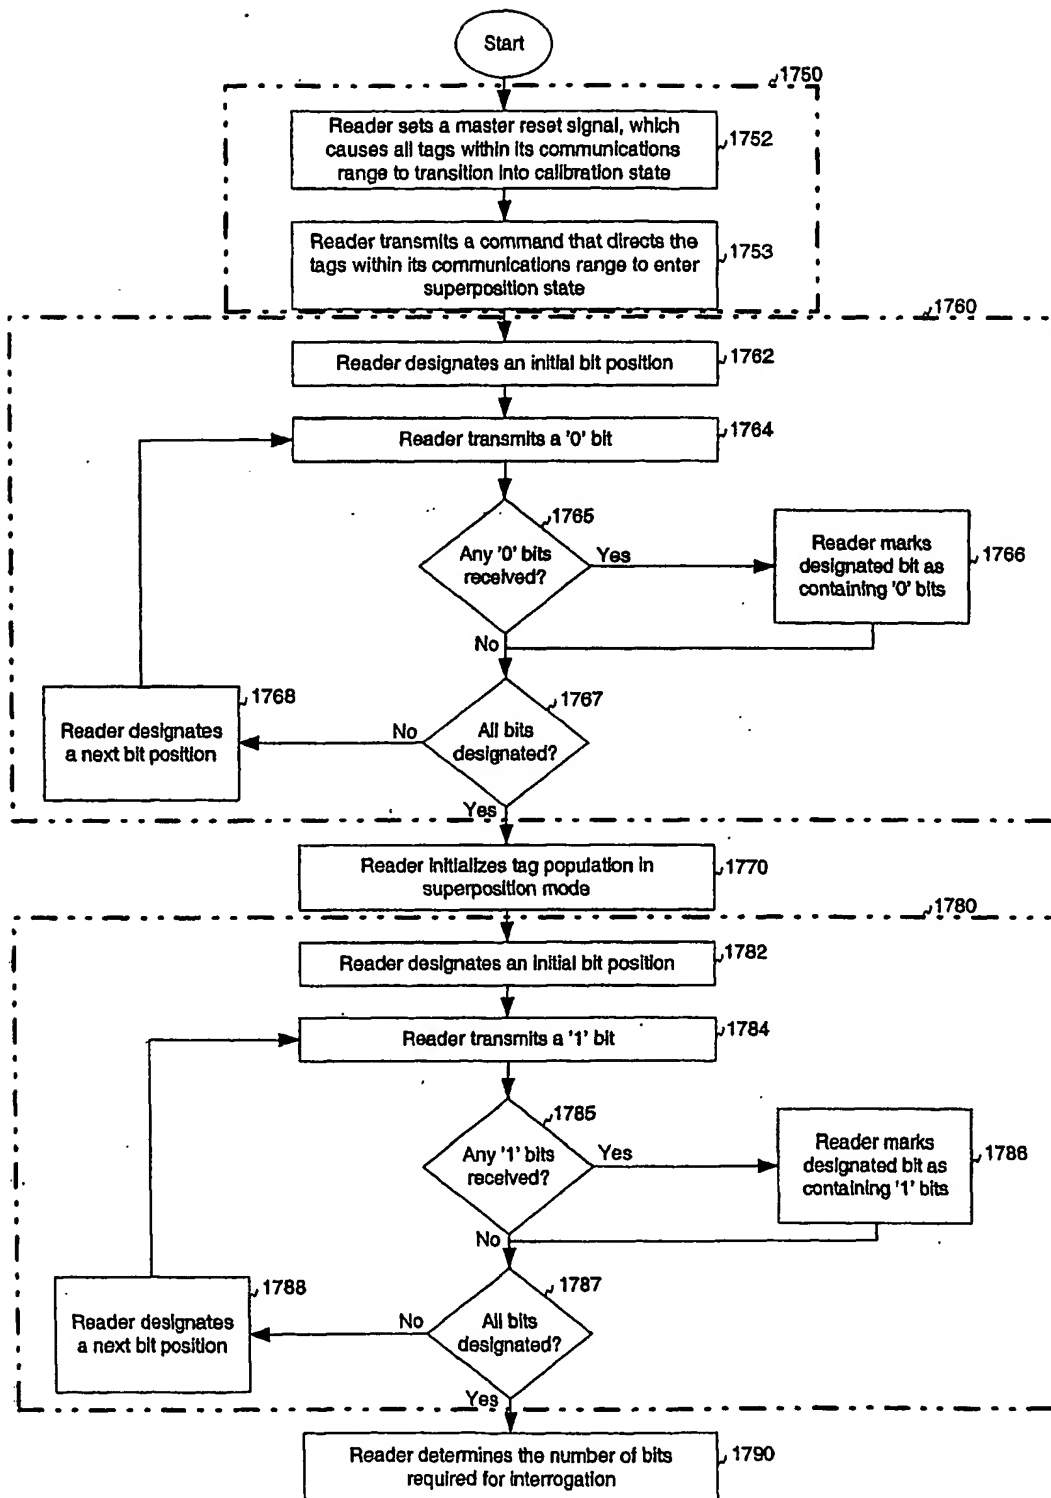 Start
1750
Reader sets a master reset signal, which
causes all tags within its communications
range to transition into calibration state
1752
Reader transmits a command that directs the
tags within its communications range to enter
superposition state
1753
1760
Reader designates an initial bit position
1762
Reader transmits a '0' bit
1764
1765
Any '0' bits
received?
Yes
Reader marks
designated bit as
containing '0' bits
1766
No
1768
Reader designates
a next bit position
No
1767
All bits
designated?
Yes
Reader initializes tag population in
superposition mode
1770
1780
Reader designates an initial bit position
1782
Reader transmits a '1' bit
1784
1785
Any '1' bits
received?
Yes
Reader marks
designated bit as
containing '1' bits
1786
No
1788
Reader designates
a next bit position
No
1787
All bits
designated?
Yes
Reader determines the number of bits
required for interrogation
1790